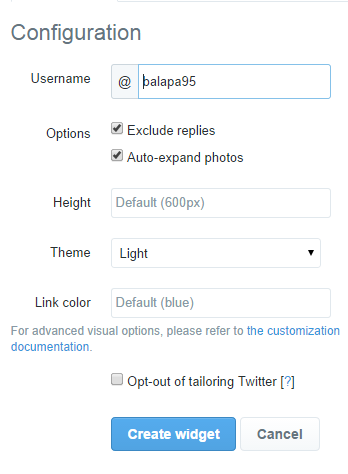 Configuration
Username @ balapa95
Options Exclude replies
Auto-expand photos
Height Default (600px)
Theme Light
Link color Default (blue)
For advanced visual options, please refer to the customization
documentation.
Opt-out of tailoring Twitter [?]
Create widget Cancel